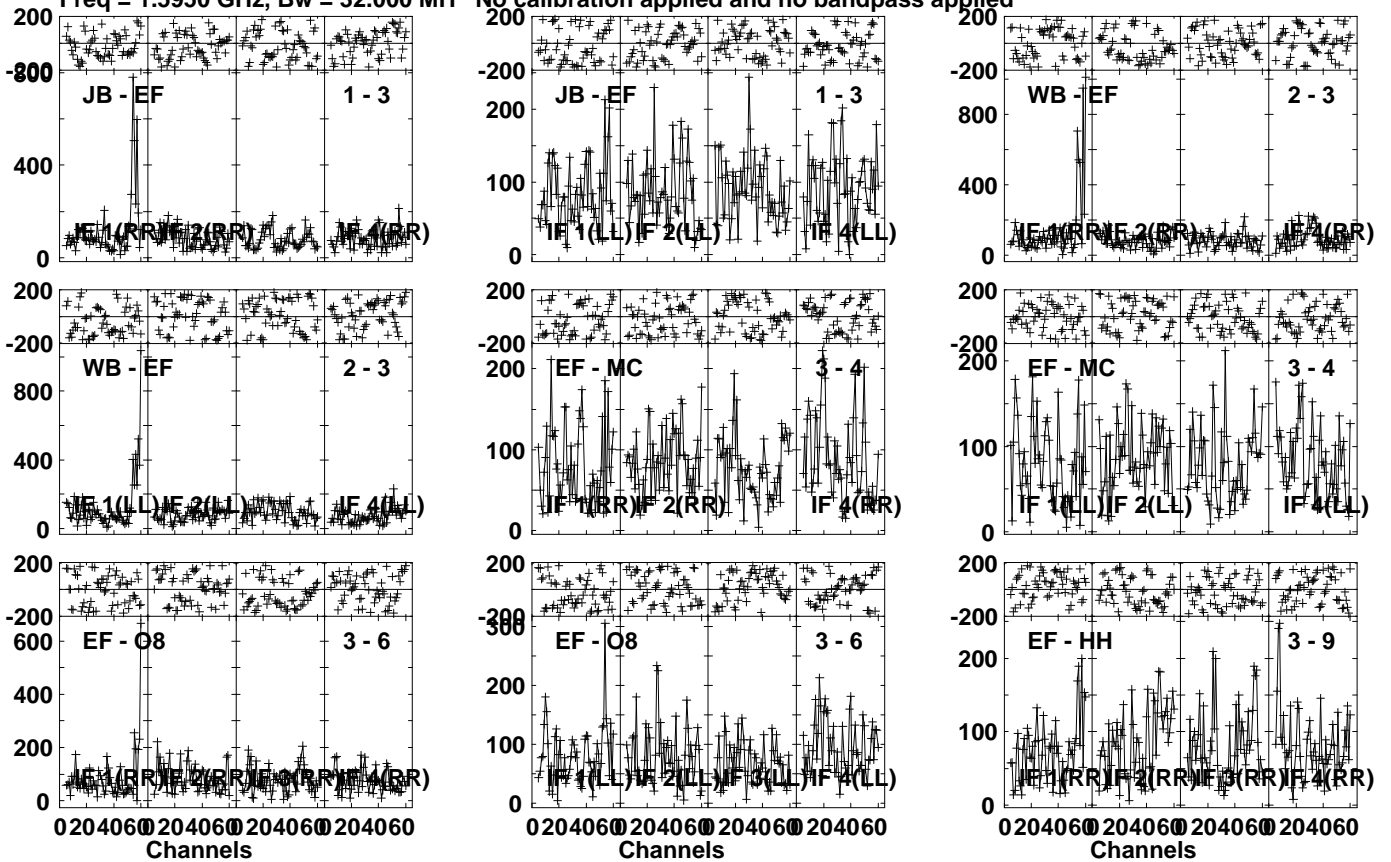 Freq = 1.5950 GHz, Bw = 32.000 MH No calibration applied and no bandpass applied
200
-200
800
400
0
JB - EF
1 - 3
IF 1(RR)
IF 2(RR)
IF 4(RR)
200
-200
200
100
0
JB - EF
1 - 3
IF 1(LL)
IF 2(LL)
IF 4(LL)
200
-200
800
400
0
WB - EF
2 - 3
IF 1(RR)
IF 2(RR)
IF 4(RR)
200
-200
800
400
0
WB - EF
2 - 3
IF 1(LL)
IF 2(LL)
IF 4(LL)
200
-200
200
100
0
EF - MC
3 - 4
IF 1(RR)
IF 2(RR)
IF 4(RR)
200
-200
200
100
0
EF - MC
3 - 4
IF 1(LL)
IF 2(LL)
IF 4(LL)
200
-200
600
400
200
0
EF - O8
3 - 6
IF 1(RR)
IF 2(RR)
IF 3(RR)
IF 4(RR)
0 20 40 60 0 20 40 60 0 20 40 60 0 20 40 60
Channels
200
-200
300
200
100
0
EF - O8
3 - 6
IF 1(LL)
IF 2(LL)
IF 3(LL)
IF 4(LL)
0 20 40 60 0 20 40 60 0 20 40 60 0 20 40 60
Channels
200
-200
200
100
0
EF - HH
3 - 9
IF 1(RR)
IF 2(RR)
IF 3(RR)
IF 4(RR)
0 20 40 60 0 20 40 60 0 20 40 60 0 20 40 60
Channels